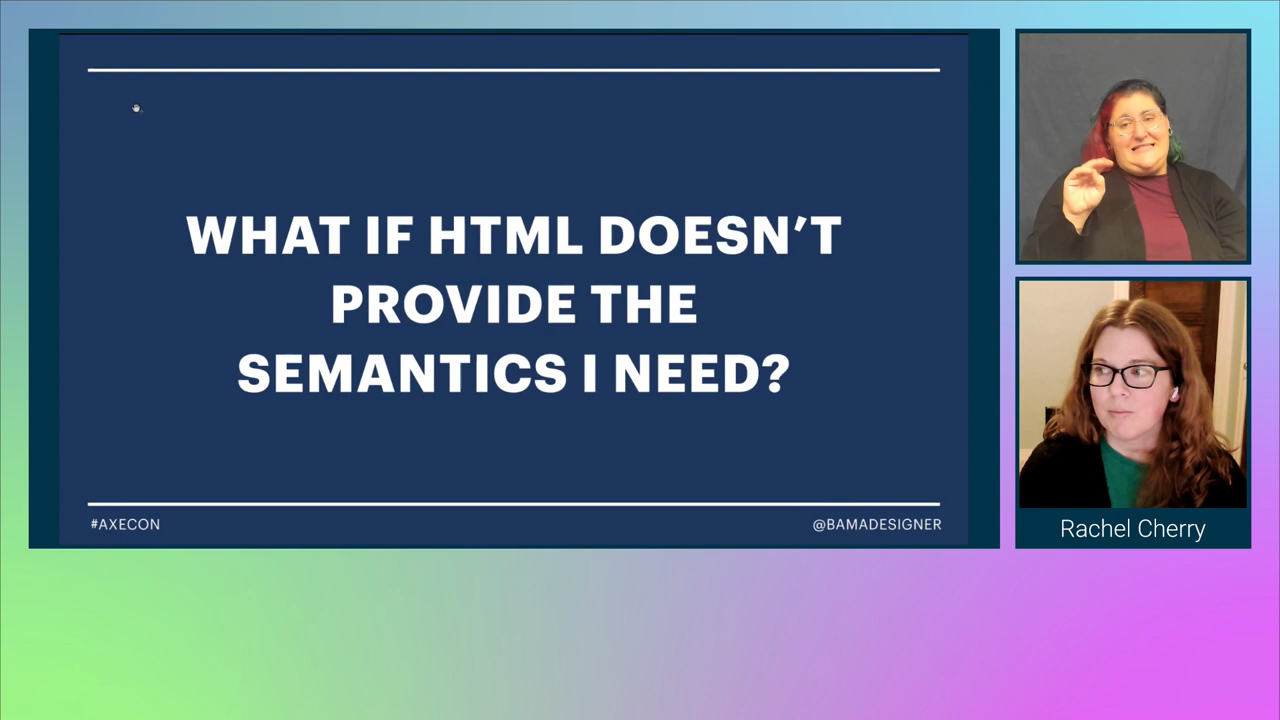 WHAT IF HTML DOESN’T
PROVIDE THE
SEMANTICS I NEED?
#AXECON
@BAMADESIGNER
Rachel Cherry